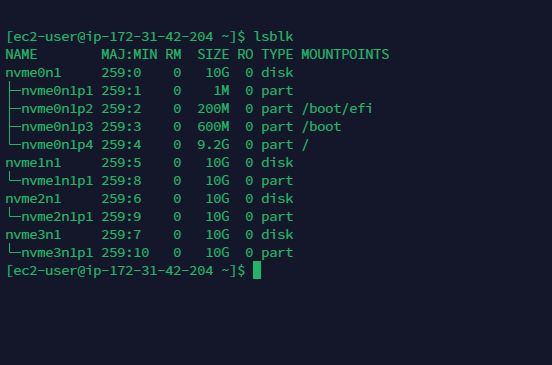 [ec2-user@ip-172-31-42-204 ~]$ lsblk
NAME        MAJ:MIN RM  SIZE RO TYPE MOUNTPOINTS
nvme0n1     259:0    0   10G  0 disk
├─nvme0n1p1 259:1    0    1M  0 part
├─nvme0n1p2 259:2    0  200M  0 part /boot/efi
├─nvme0n1p3 259:3    0  600M  0 part /boot
└─nvme0n1p4 259:4    0  9.2G  0 part /
nvme1n1     259:5    0   10G  0 disk
└─nvme1n1p1 259:8    0   10G  0 part
nvme2n1     259:6    0   10G  0 disk
└─nvme2n1p1 259:9    0   10G  0 part
nvme3n1     259:7    0   10G  0 disk
└─nvme3n1p1 259:10   0   10G  0 part
[ec2-user@ip-172-31-42-204 ~]$